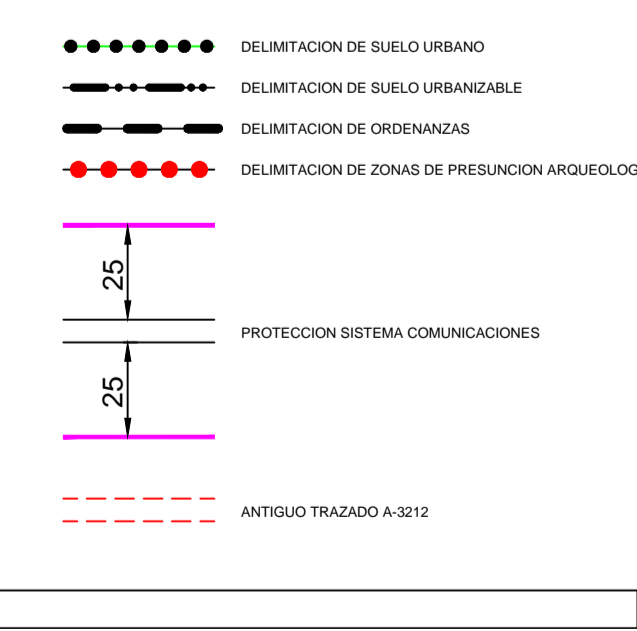 DELIMITACION DE SUELO URBANO
DELIMITACION DE SUELO URBANIZABLE
DELIMITACION DE ORDENANZAS
DELIMITACION DE ZONAS DE PRESUNCION ARQUEOLOG
25
PROTECCION SISTEMA COMUNICACIONES
25
ANTIGUO TRAZADO A-3212